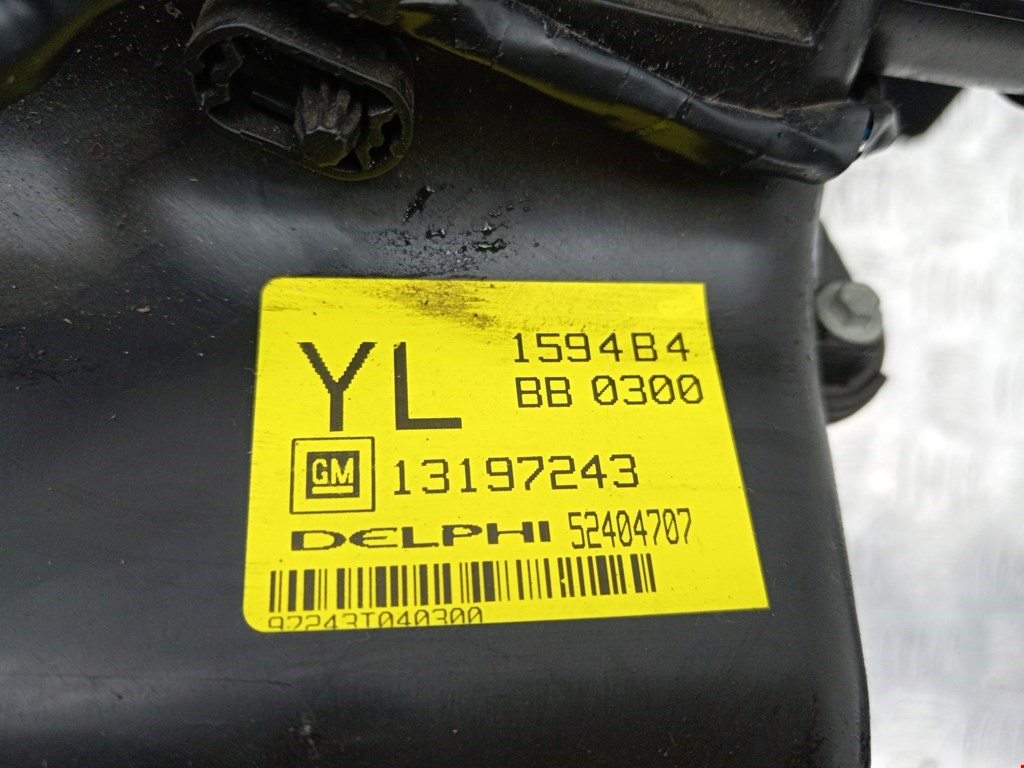 YL
1594B4
BB 0300
GM 13197243
DELPHI 52404707
97243T040300